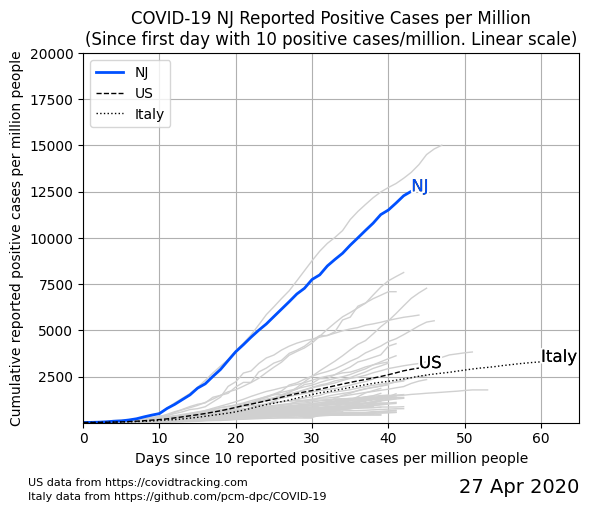 COVID-19 NJ Reported Positive Cases per Million
(Since first day with 10 positive cases/million. Linear scale)
Cumulative reported positive cases per million people
20000
17500
15000
12500
10000
7500
5000
2500
NJ
US
Italy
NJ
US
Italy
0
10
20
30
40
50
60
Days since 10 reported positive cases per million people
US data from https://covidtracking.com
Italy data from https://github.com/pcm-dpc/COVID-19
27 Apr 2020